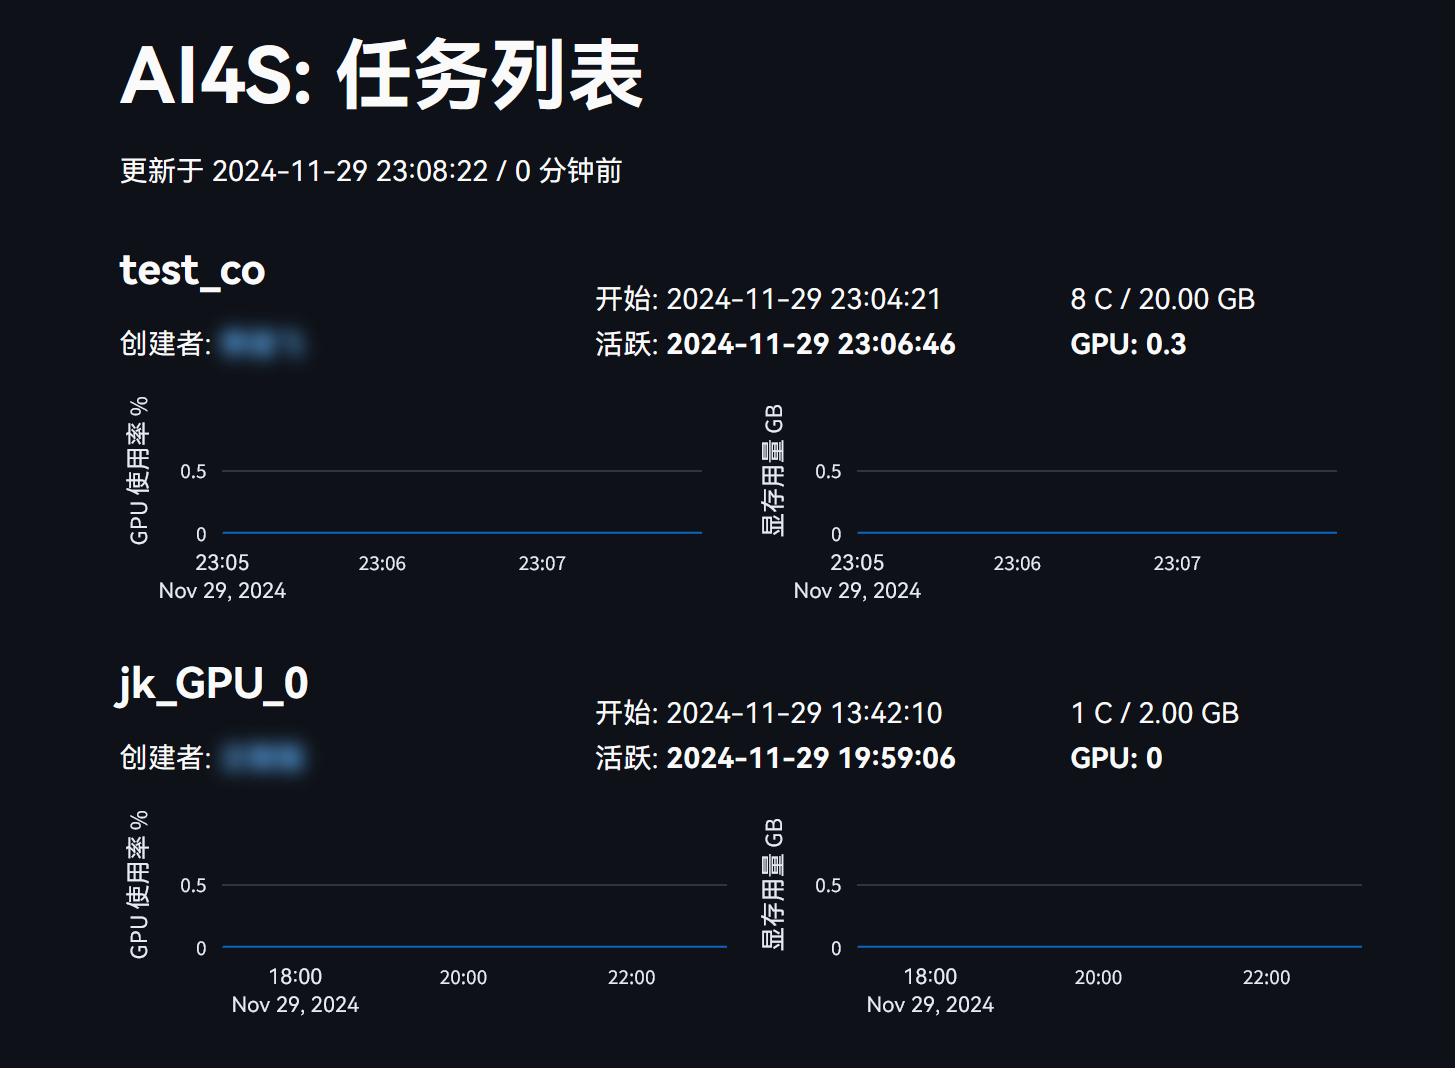 AI4S: 任务列表
更新于 2024-11-29 23:08:22 / 0 分钟前
test_co
开始: 2024-11-29 23:04:21
8 C / 20.00 GB
创建者:
活跃: 2024-11-29 23:06:46
GPU: 0.3
GPU 使用率 %
0.5
0
23:05
23:06
23:07
Nov 29, 2024
显存用量 GB
0.5
0
23:05
23:06
23:07
Nov 29, 2024
jk_GPU_0
开始: 2024-11-29 13:42:10
1 C / 2.00 GB
创建者:
活跃: 2024-11-29 19:59:06
GPU: 0
GPU 使用率 %
0.5
0
18:00
20:00
22:00
Nov 29, 2024
显存用量 GB
0.5
0
18:00
20:00
22:00
Nov 29, 2024